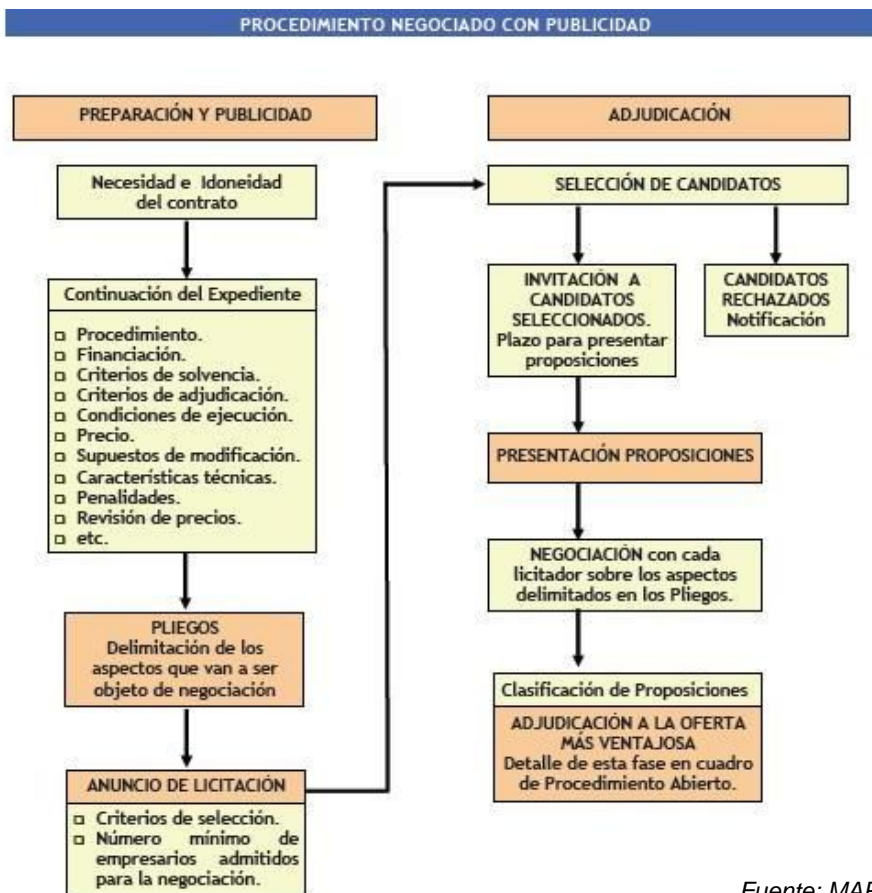 PROCEDIMIENTO NEGOCIADO CON PUBLICIDAD
PREPARACIÓN Y PUBLICIDAD
Necesidad e Idoneidad
del contrato
Continuación del Expediente
Procedimiento.
Financiación.
Criterios de solvencia.
Criterios de adjudicación.
Condiciones de ejecución.
Precio.
Supuestos de modificación.
Características técnicas.
Penalidades.
Revisión de precios.
etc.
PLIEGOS
Delimitación de los
aspectos que van a ser
objeto de negociación
ANUNCIO DE LICITACIÓN
Criterios de selección.
Número mínimo de
empresarios admitidos
para la negociación.
ADJUDICACIÓN
SELECCIÓN DE CANDIDATOS
INVITACIÓN A
CANDIDATOS
SELECCIONADOS.
Plazo para presentar
proposiciones
CANDIDATOS
RECHAZADOS
Notificación
PRESENTACIÓN PROPOSICIONES
NEGOCIACIÓN con cada
licitador sobre los aspectos
delimitados en los Pliegos.
Clasificación de Proposiciones
ADJUDICACIÓN A LA OFERTA
MÁS VENTAJOSA
Detalle de esta fase en cuadro
de Procedimiento Abierto.
Fuente: